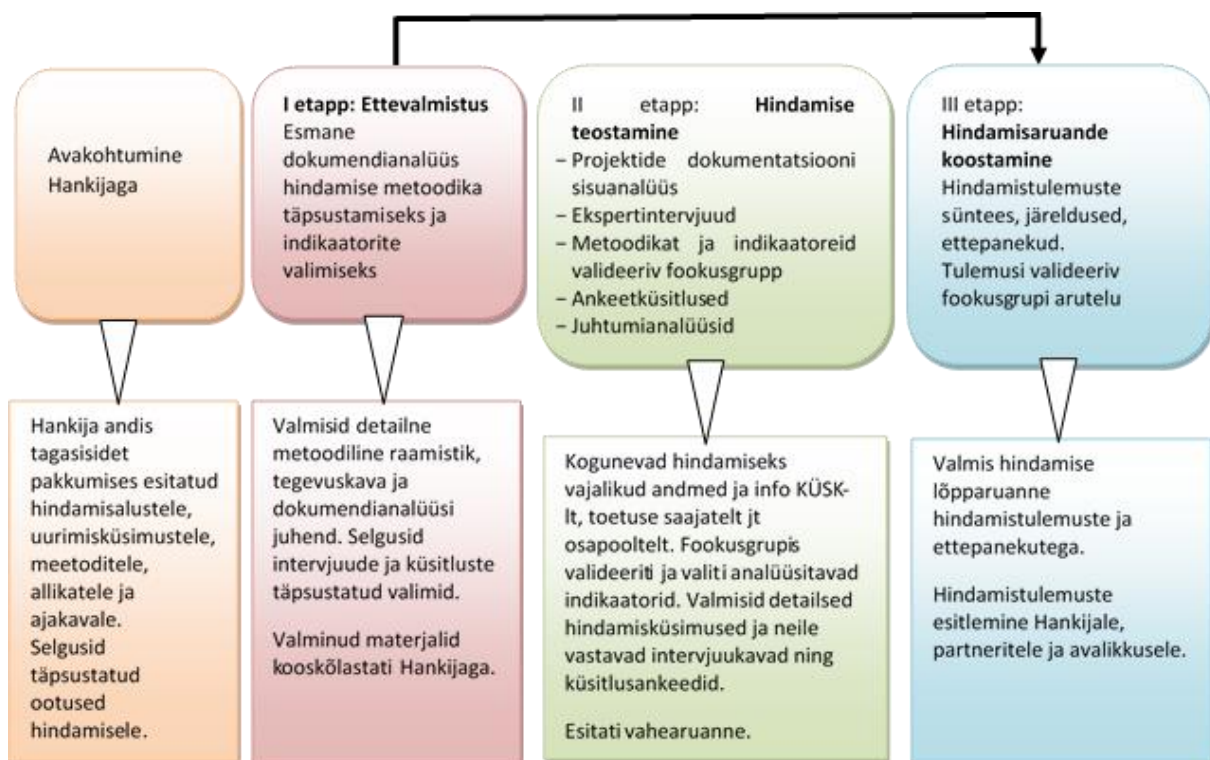 Avakohtumine
Hankijaga
I etapp: Ettevalmistus
Esmane
dokumendianalüüs
hindamise metoodika
täpsustamiseks ja
indikaatorite
valimiseks
II etapp: Hindamise
teostamine
– Projektide dokumentatsiooni
sisuanalüüs
– Ekspertintervjuud
– Metoodikat ja indikaatoreid
valideeriv fookusgrupp
– Ankeetküsitlused
– Juhtumianalüüsid
III etapp:
Hindamisaruande
koostamine
Hindamistulemuste
süntees, järeldused,
ettepanekud.
Tulemusi valideeriv
fookusgrupi arutelu
Hankija andis
tagasisidet
pakkumises esitatud
hindamisalustele,
uurimisküsimustele,
meetoditele,
allikatele ja
ajakavale.
Selgusid
täpsustatud
ootused
hindamisele.
Valmisid detailne
metoodiline raamistik,
tegevuskava ja
dokumendianalüüsi
juhend. Selgusid
intervjuude ja küsitluste
täpsustatud valimid.
Valminud materjalid
kooskõlastati Hankijaga.
Kogunevad hindamiseks
vajalikud andmed ja info KÜSK-
lt, toetuse saajatelt jt
osapooltelt. Fookusgrupis
valideeriti ja valiti analüüsitavad
indikaatorid. Valmisid detailsed
hindamisküsimused ja neile
vastavad intervjuukavad ning
küsitlusankeedid.
Esitati vahearuanne.
Valmis hindamise
lõpparuanne
hindamistulemuste ja
ettepanekutega.
Hindamistulemuste
esitlemine Hankijale,
partneritele ja avalikkusele.